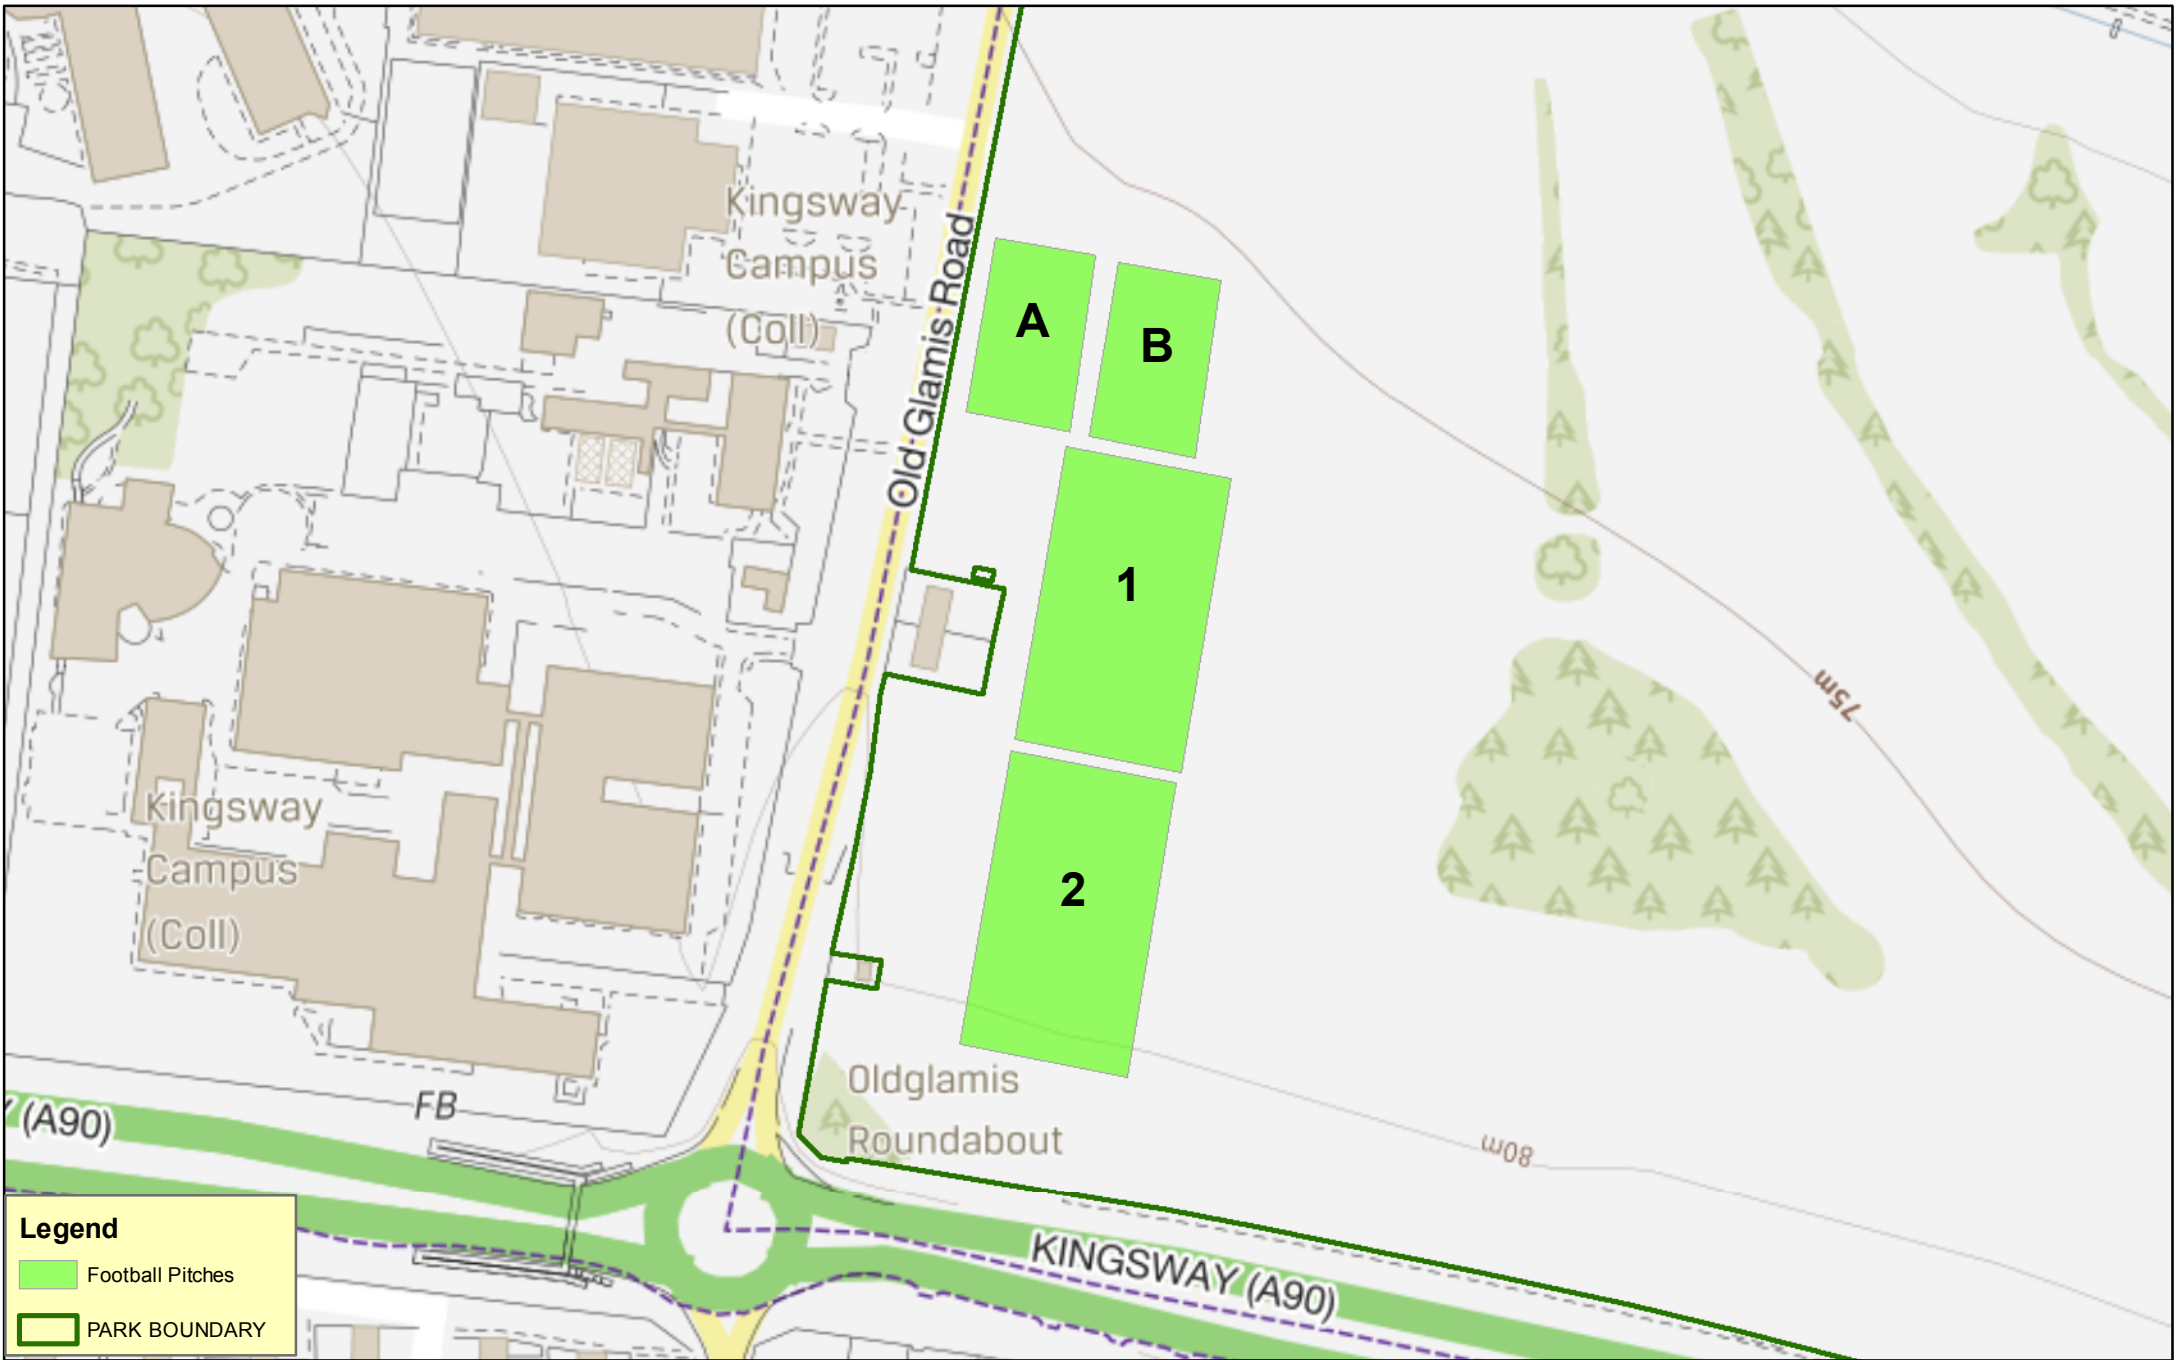 Kingsway
Campus
(Coll)
Old Glamis Road
A
B
1
75m
Kingsway
Campus
(Coll)
2
Oldglamis
Roundabout
80m
FB
(A90)
KINGSWAY (A90)
Legend
Football Pitches
PARK BOUNDARY